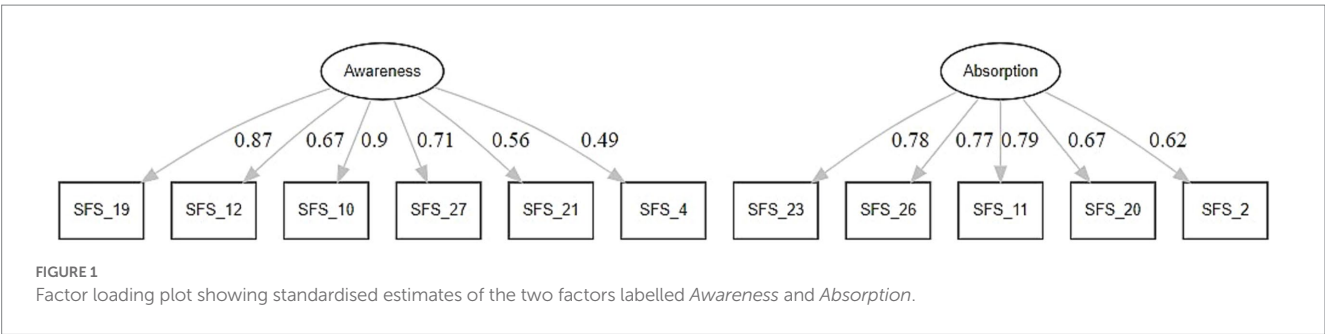 Awareness Absorption
0.87 0.67 0.9 0.71 0.56 0.49 0.78 0.77 0.79 0.67 0.62
SFS_19 SFS_12 SFS_10 SFS_27 SFS_21 SFS_4 SFS_23 SFS_26 SFS_11 SFS_20 SFS_2
FIGURE 1
Factor loading plot showing standardised estimates of the two factors labelled Awareness and Absorption.